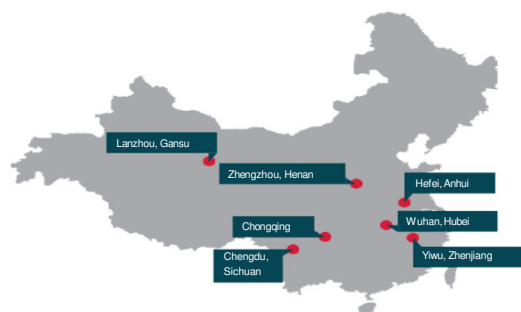 Lanzhou, Gansu
Zhengzhou, Henan
Hefei, Anhui
Chongqing
Wuhan, Hubei
Chengdu,
Sichuan
Yiwu, Zhenjiang